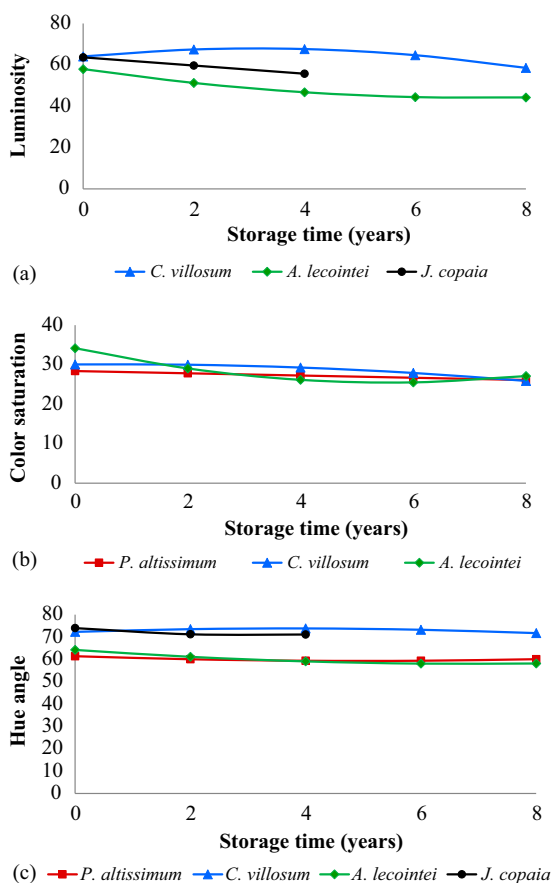 80
60
40
20
0
Luminosity
0 2 4 6 8
Storage time (years)
(a) C. villosum A. lecointei J. copaia
40
30
20
10
0
Color saturation
0 2 4 6 8
Storage time (years)
(b) P. altissimum C. villosum A. lecointei
80
70
60
50
40
30
20
10
0
Hue angle
0 2 4 6 8
Storage time (years)
(c) P. altissimum C. villosum A. lecointei J. copaia